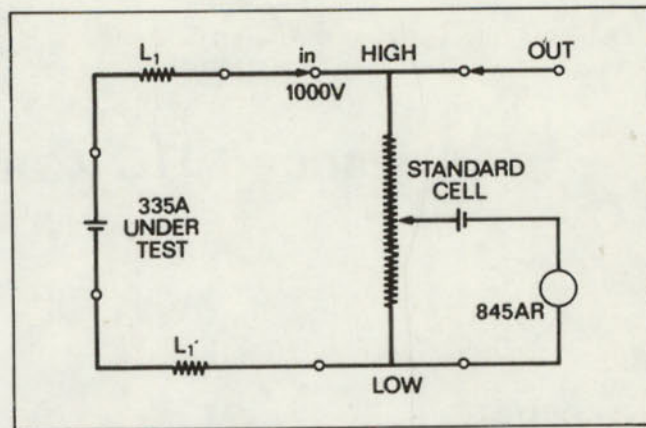 L1
in
HIGH
OUT
1000V
STANDARD
CELL
335A
UNDER
TEST
845AR
L1'
LOW